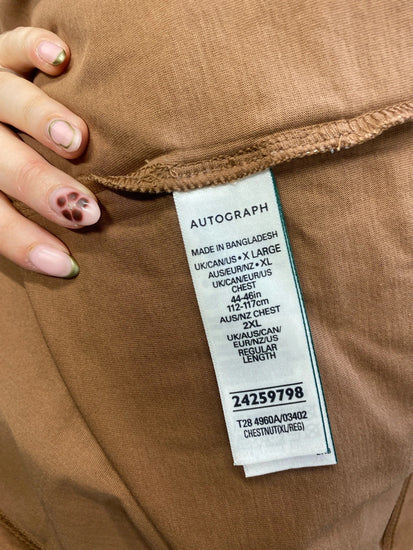 AUTOGRAPH
MADE IN BANGLADESH
UK/CAN/US • X LARGE
AUS/EUR/NZ • XL
UK/CAN/EUR/US
CHEST
44-46in
112-117cm
AUS/NZ CHEST
2XL
UK/AUS/CAN/
EUR/NZ/US
REGULAR
LENGTH
24259798
T28 4960A/03402
CHESTNUT(XL/REG)